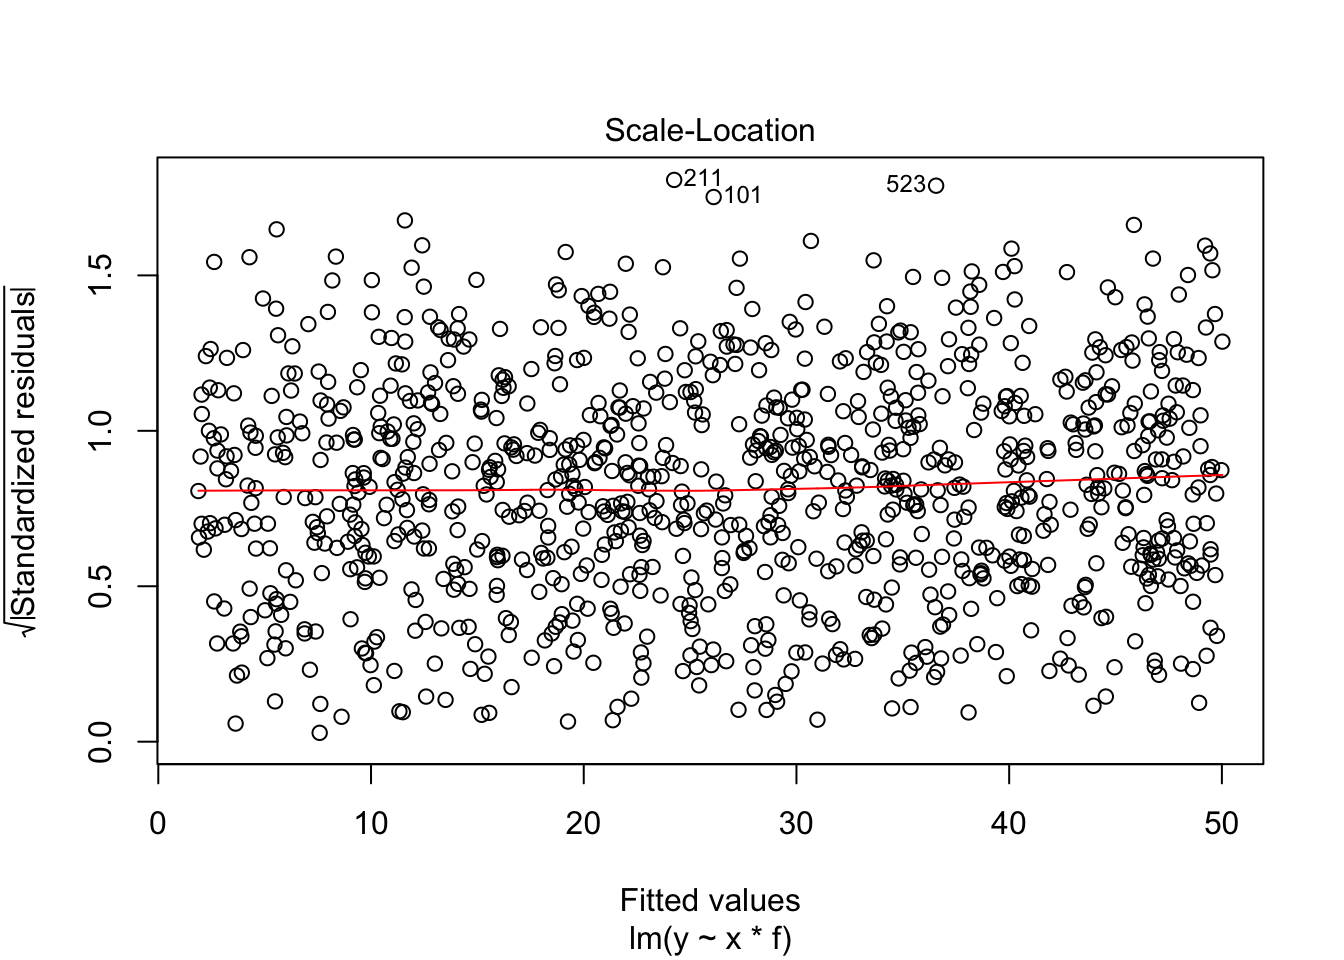 Scale-Location
211
101
523
√|Standardized residuals|
0.0
0.5
1.0
1.5
0 10 20 30 40 50
Fitted values
lm(y ~ x * f)